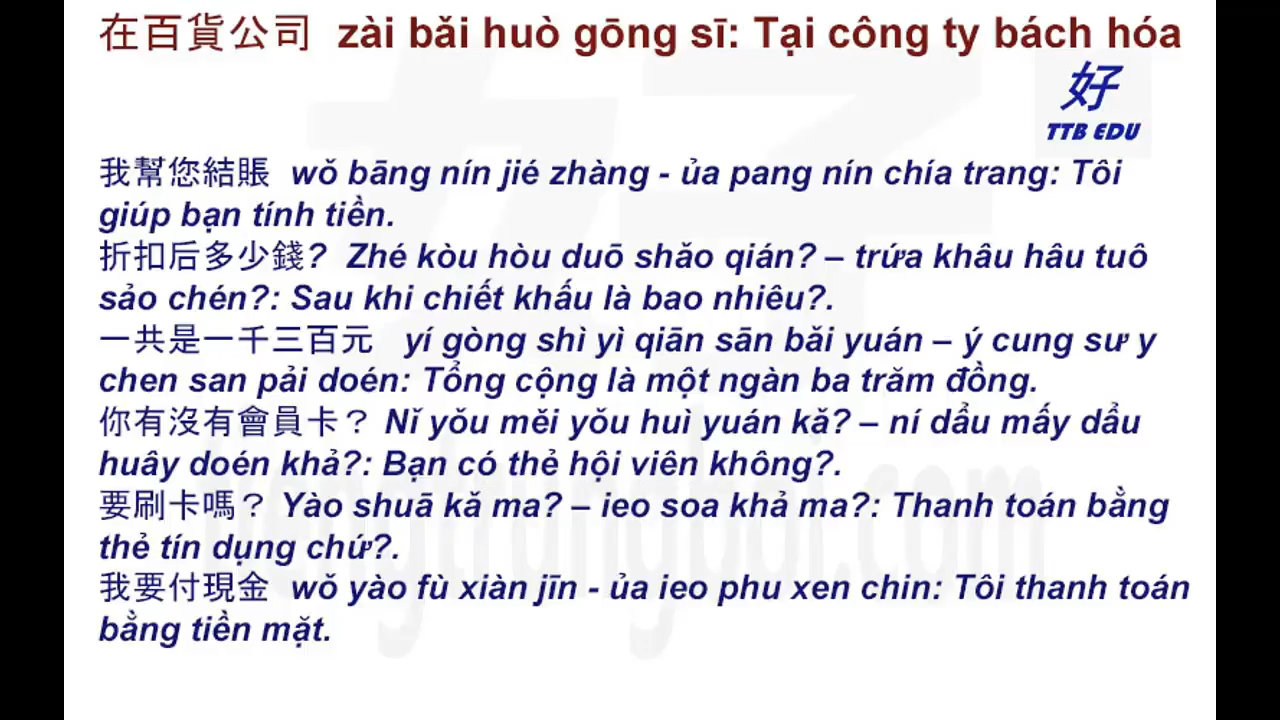 在百貨公司 zài bǎi huò gōng sī: Tại công ty bách hóa
好
TTB EDU
我幫您結賬 wǒ bāng nín jié zhàng - ủa pang nín chía trang: Tôi
giúp bạn tính tiền.
折扣后多少錢? Zhé kòu hòu duō shǎo qián? – trứa khâu hâu tuô
sảo chén?: Sau khi chiết khấu là bao nhiêu?.
一共是一千三百元 yí gòng shì yì qiān sān bǎi yuán – ý cung sư y
chen san pải doén: Tổng cộng là một ngàn ba trăm đồng.
你有沒有會員卡？ Nǐ yǒu měi yǒu huì yuán kǎ? – ní dẩu mấy dẩu
huây doén khả?: Bạn có thẻ hội viên không?.
要刷卡嗎？ Yào shuā kǎ ma? – ieo soa khả ma?: Thanh toán bằng
thẻ tín dụng chứ?.
我要付現金 wǒ yào fù xiàn jīn - ủa ieo phu xen chin: Tôi thanh toán
bằng tiền mặt.
tiengtrungboi.com